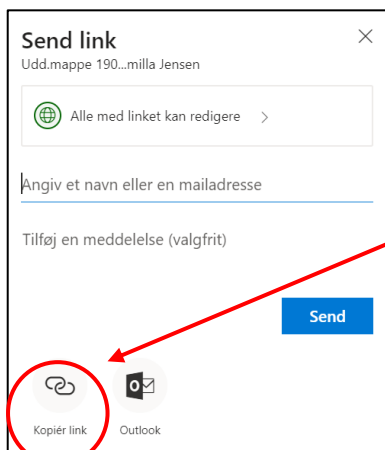 Send link
Udd.mappe 190...milla Jensen
Alle med linket kan redigere
Angiv et navn eller en mailadresse
Tilføj en meddelelse (valgfrit)
Send
Kopiér link
Outlook